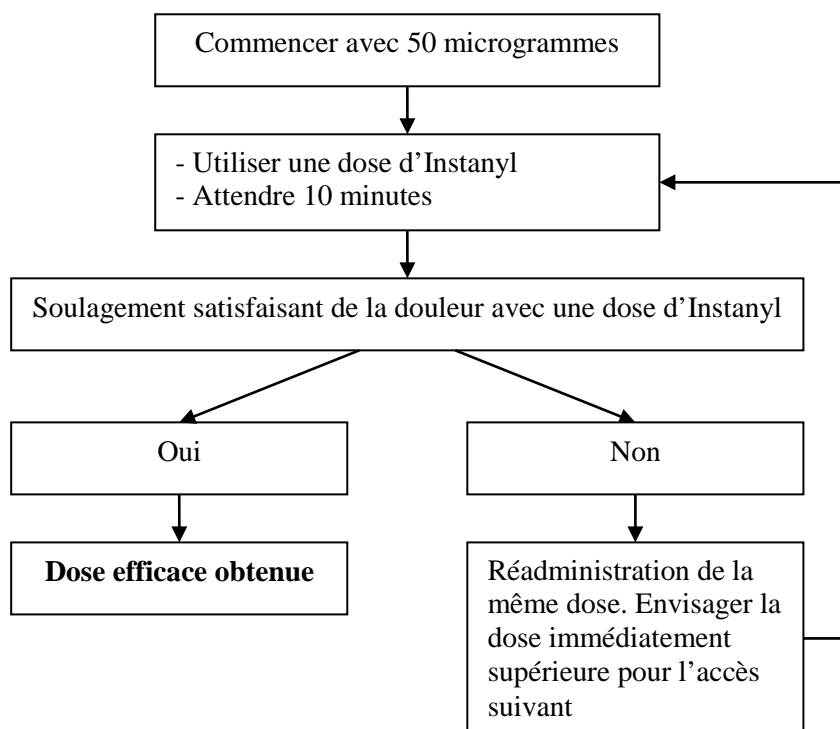 Commencer avec 50 microgrammes
- Utiliser une dose d’Instanyl
- Attendre 10 minutes
Soulagement satisfaisant de la douleur avec une dose d’Instanyl
Oui
Non
Dose efficace obtenue
Réadministration de la
même dose. Envisager la
dose immédiatement
supérieure pour l’accès
suivant